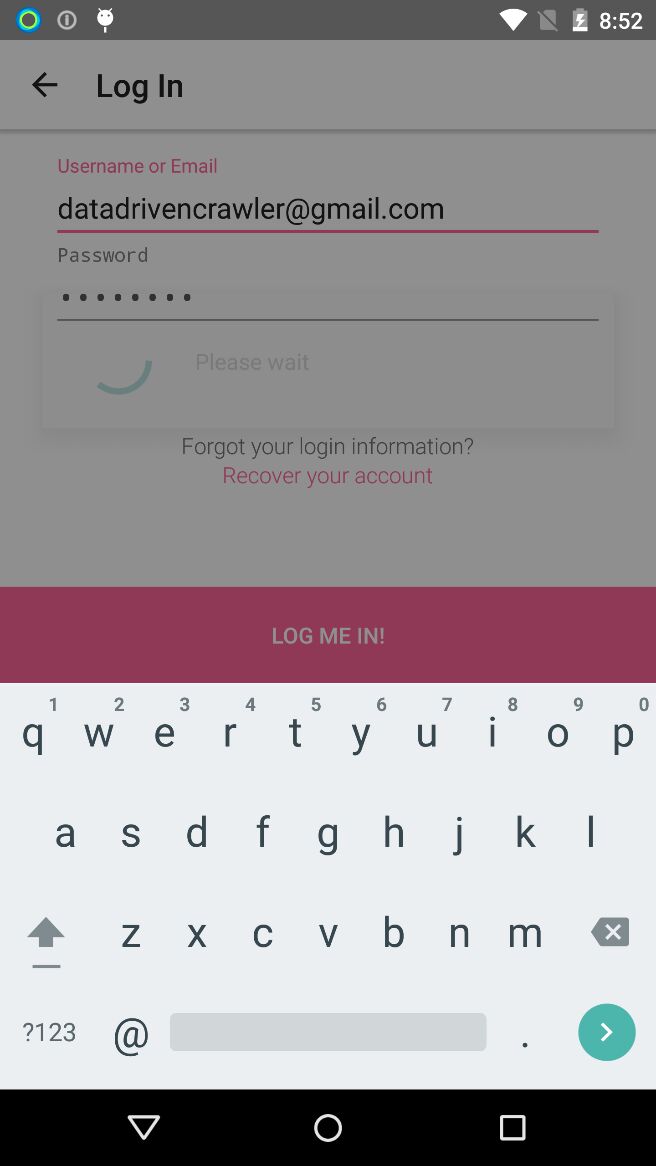 8:52
Log In
Username or Email
datadrivencrawler@gmail.com
Password
••••••••
Please wait
Forgot your login information?
Recover your account
LOG ME IN!
1 2 3 4 5 6 7 8 9 0
q w e r t y u i o p
a s d f g h j k l
z x c v b n m
?123 @ .